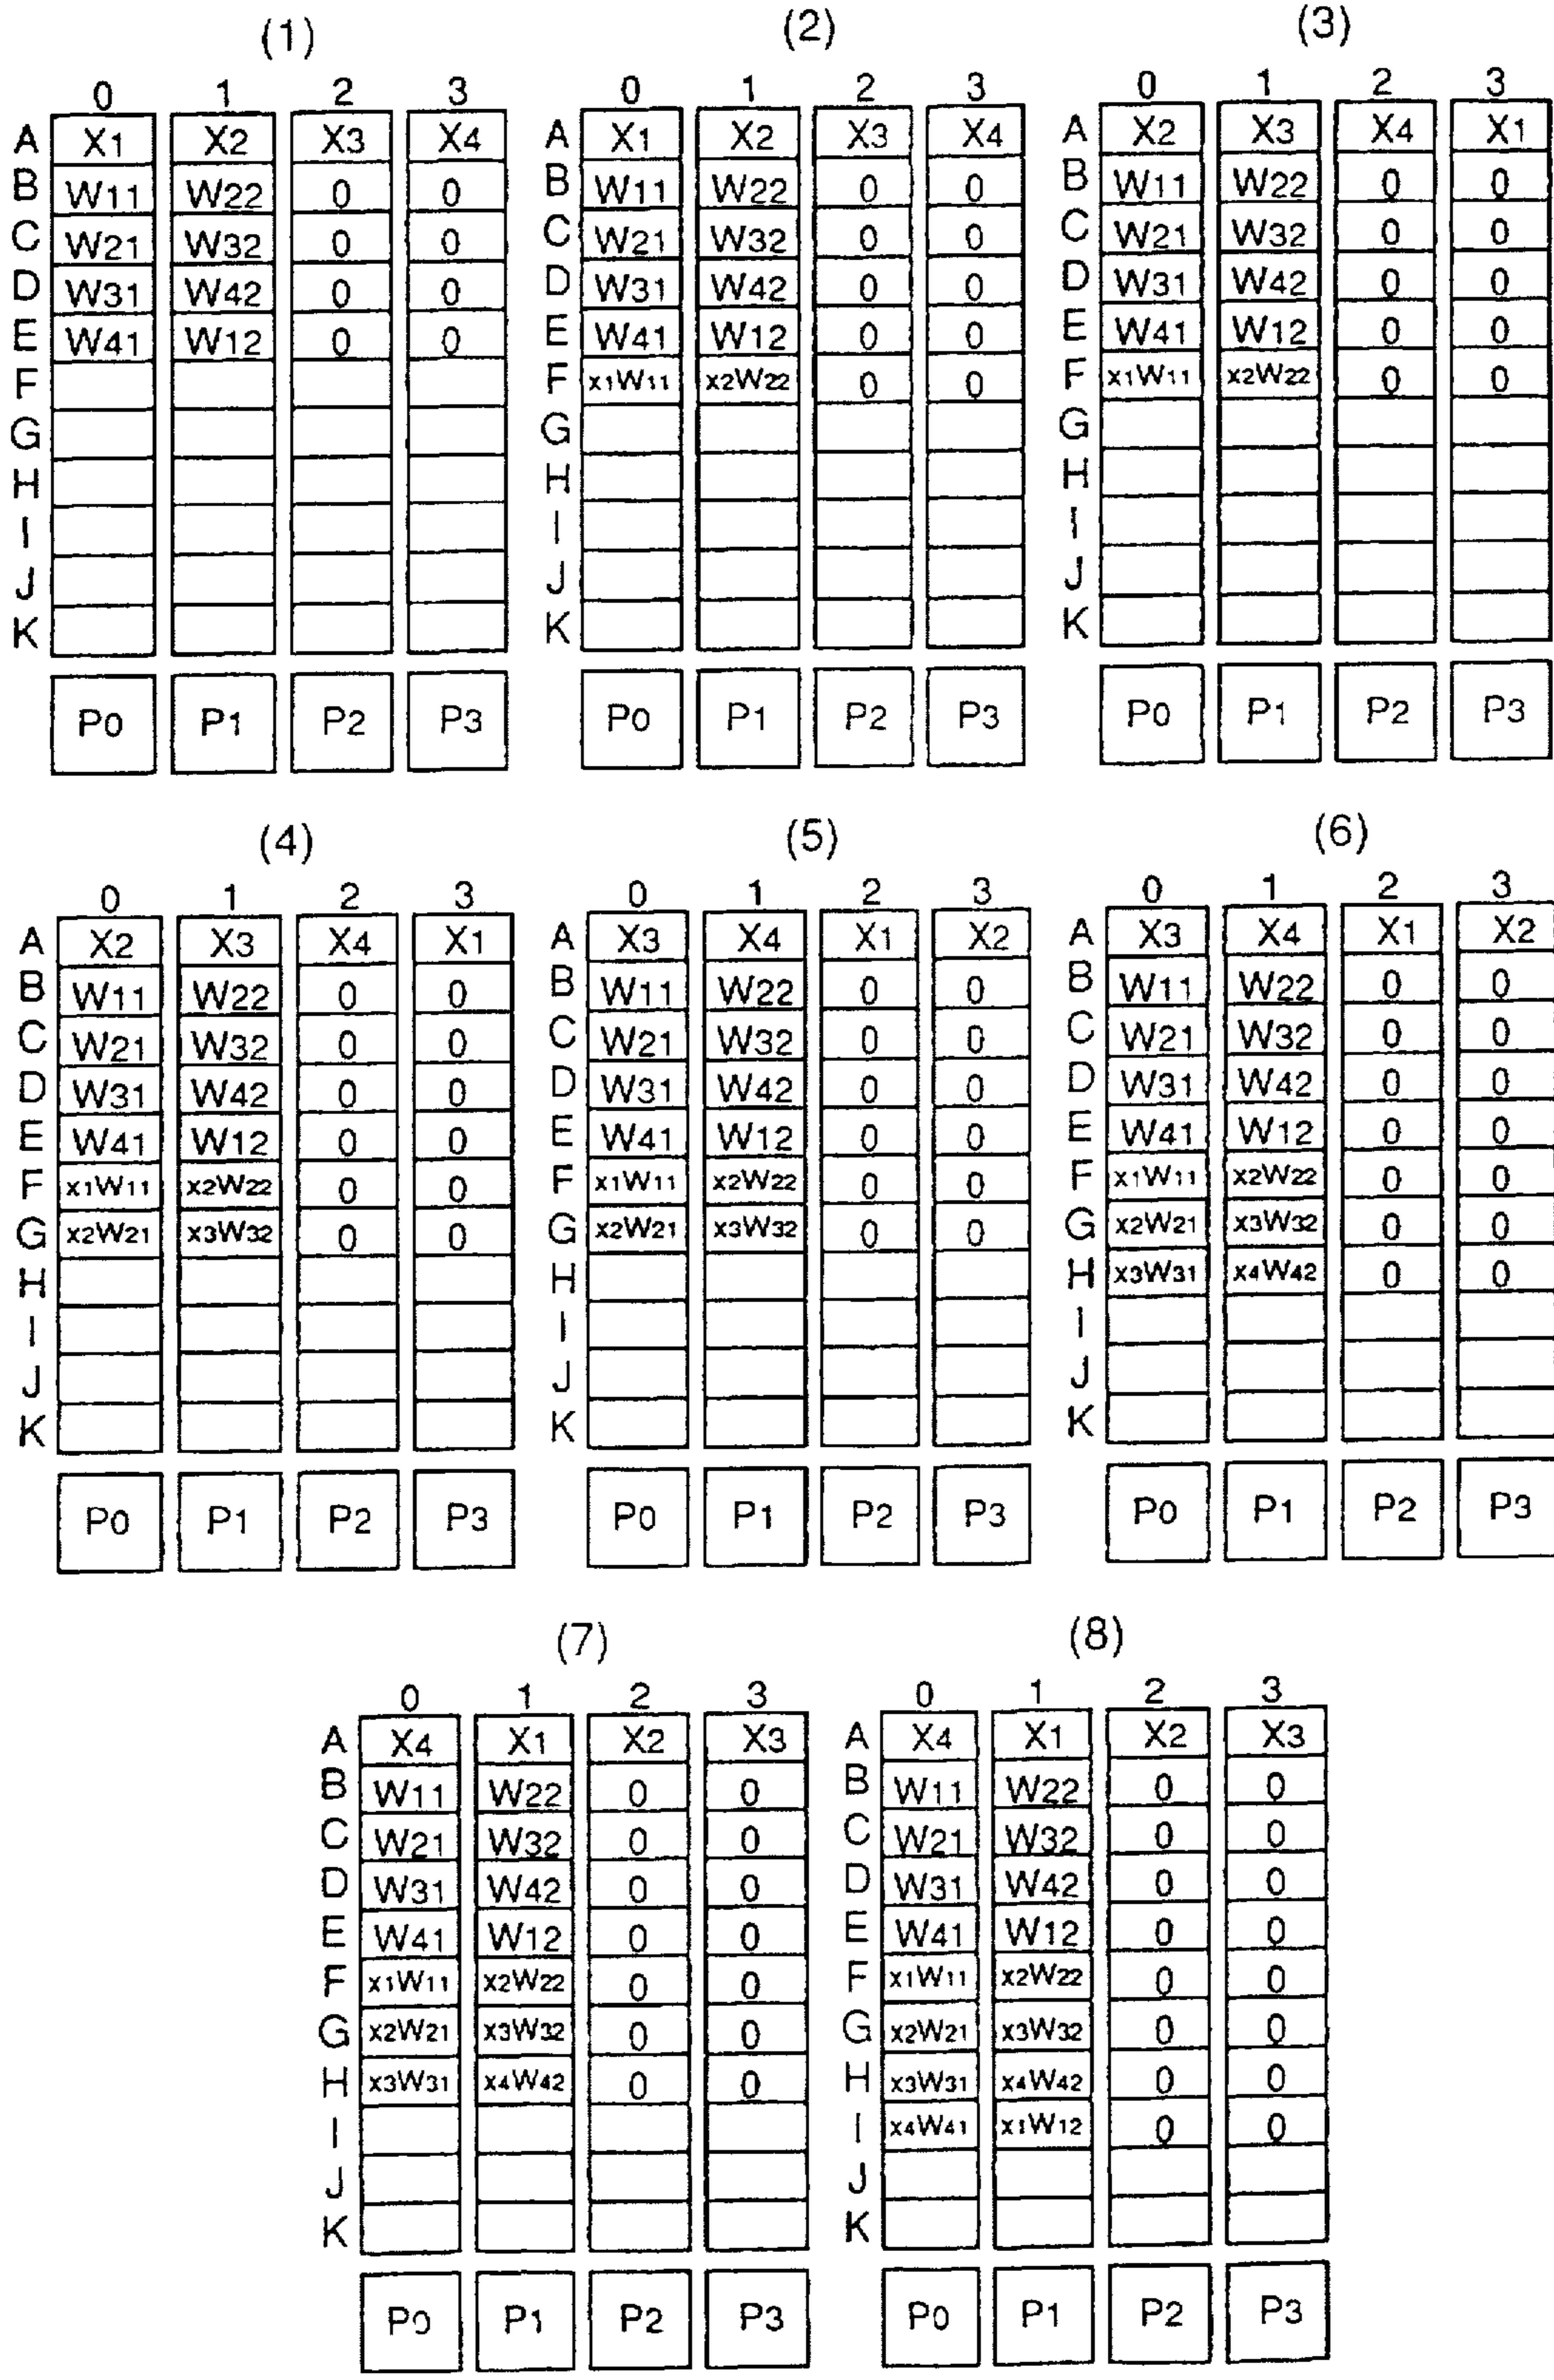 (1)
0 1 2 3
A X1 X2 X3 X4
B W11 W22 0 0
C W21 W32 0 0
D W31 W42 0 0
E W41 W12 0 0
F
G
H
I
J
K
P0 P1 P2 P3
(2)
0 1 2 3
A X1 X2 X3 X4
B W11 W22 0 0
C W21 W32 0 0
D W31 W42 0 0
E W41 W12 0 0
F x1W11 x2W22 0 0
G
H
I
J
K
P0 P1 P2 P3
(3)
0 1 2 3
A X2 X3 X4 X1
B W11 W22 0 0
C W21 W32 0 0
D W31 W42 0 0
E W41 W12 0 0
F x1W11 x2W22 0 0
G
H
I
J
K
P0 P1 P2 P3
(4)
0 1 2 3
A X2 X3 X4 X1
B W11 W22 0 0
C W21 W32 0 0
D W31 W42 0 0
E W41 W12 0 0
F x1W11 x2W22 0 0
G x2W21 x3W32 0 0
H
I
J
K
P0 P1 P2 P3
(5)
0 1 2 3
A X3 X4 X1 X2
B W11 W22 0 0
C W21 W32 0 0
D W31 W42 0 0
E W41 W12 0 0
F x1W11 x2W22 0 0
G x2W21 x3W32 0 0
H
I
J
K
P0 P1 P2 P3
(6)
0 1 2 3
A X3 X4 X1 X2
B W11 W22 0 0
C W21 W32 0 0
D W31 W42 0 0
E W41 W12 0 0
F x1W11 x2W22 0 0
G x2W21 x3W32 0 0
H x3W31 x4W42 0 0
I
J
K
P0 P1 P2 P3
(7)
0 1 2 3
A X4 X1 X2 X3
B W11 W22 0 0
C W21 W32 0 0
D W31 W42 0 0
E W41 W12 0 0
F x1W11 x2W22 0 0
G x2W21 x3W32 0 0
H x3W31 x4W42 0 0
I
J
K
P0 P1 P2 P3
(8)
0 1 2 3
A X4 X1 X2 X3
B W11 W22 0 0
C W21 W32 0 0
D W31 W42 0 0
E W41 W12 0 0
F x1W11 x2W22 0 0
G x2W21 x3W32 0 0
H x3W31 x4W42 0 0
I x4W41 x1W12 0 0
J
K
P0 P1 P2 P3